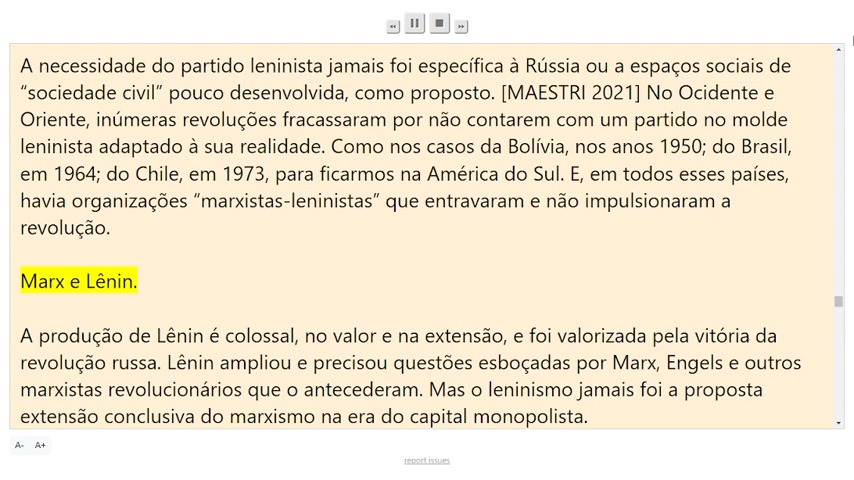 A necessidade do partido leninista jamais foi específica à Rússia ou a espaços sociais de
“sociedade civil” pouco desenvolvida, como proposto. [MAESTRI 2021] No Ocidente e
Oriente, inúmeras revoluções fracassaram por não contarem com um partido no molde
leninista adaptado à sua realidade. Como nos casos da Bolívia, nos anos 1950; do Brasil,
em 1964; do Chile, em 1973, para ficarmos na América do Sul. E, em todos esses países,
havia organizações “marxistas-leninistas” que entravaram e não impulsionaram a
revolução.
Marx e Lênin.
A produção de Lênin é colossal, no valor e na extensão, e foi valorizada pela vitória da
revolução russa. Lênin ampliou e precisou questões esboçadas por Marx, Engels e outros
marxistas revolucionários que o antecederam. Mas o leninismo jamais foi a proposta
extensão conclusiva do marxismo na era do capital monopolista.
A- A+
report issues